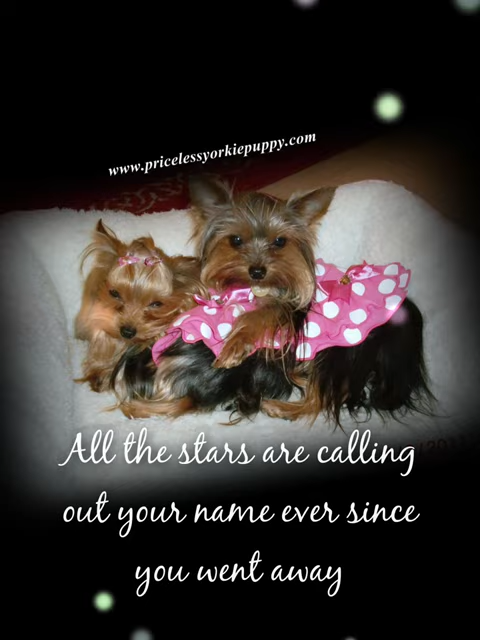 www.pricelessyorkiepuppy.com
All the stars are calling
out your name ever since
you went away